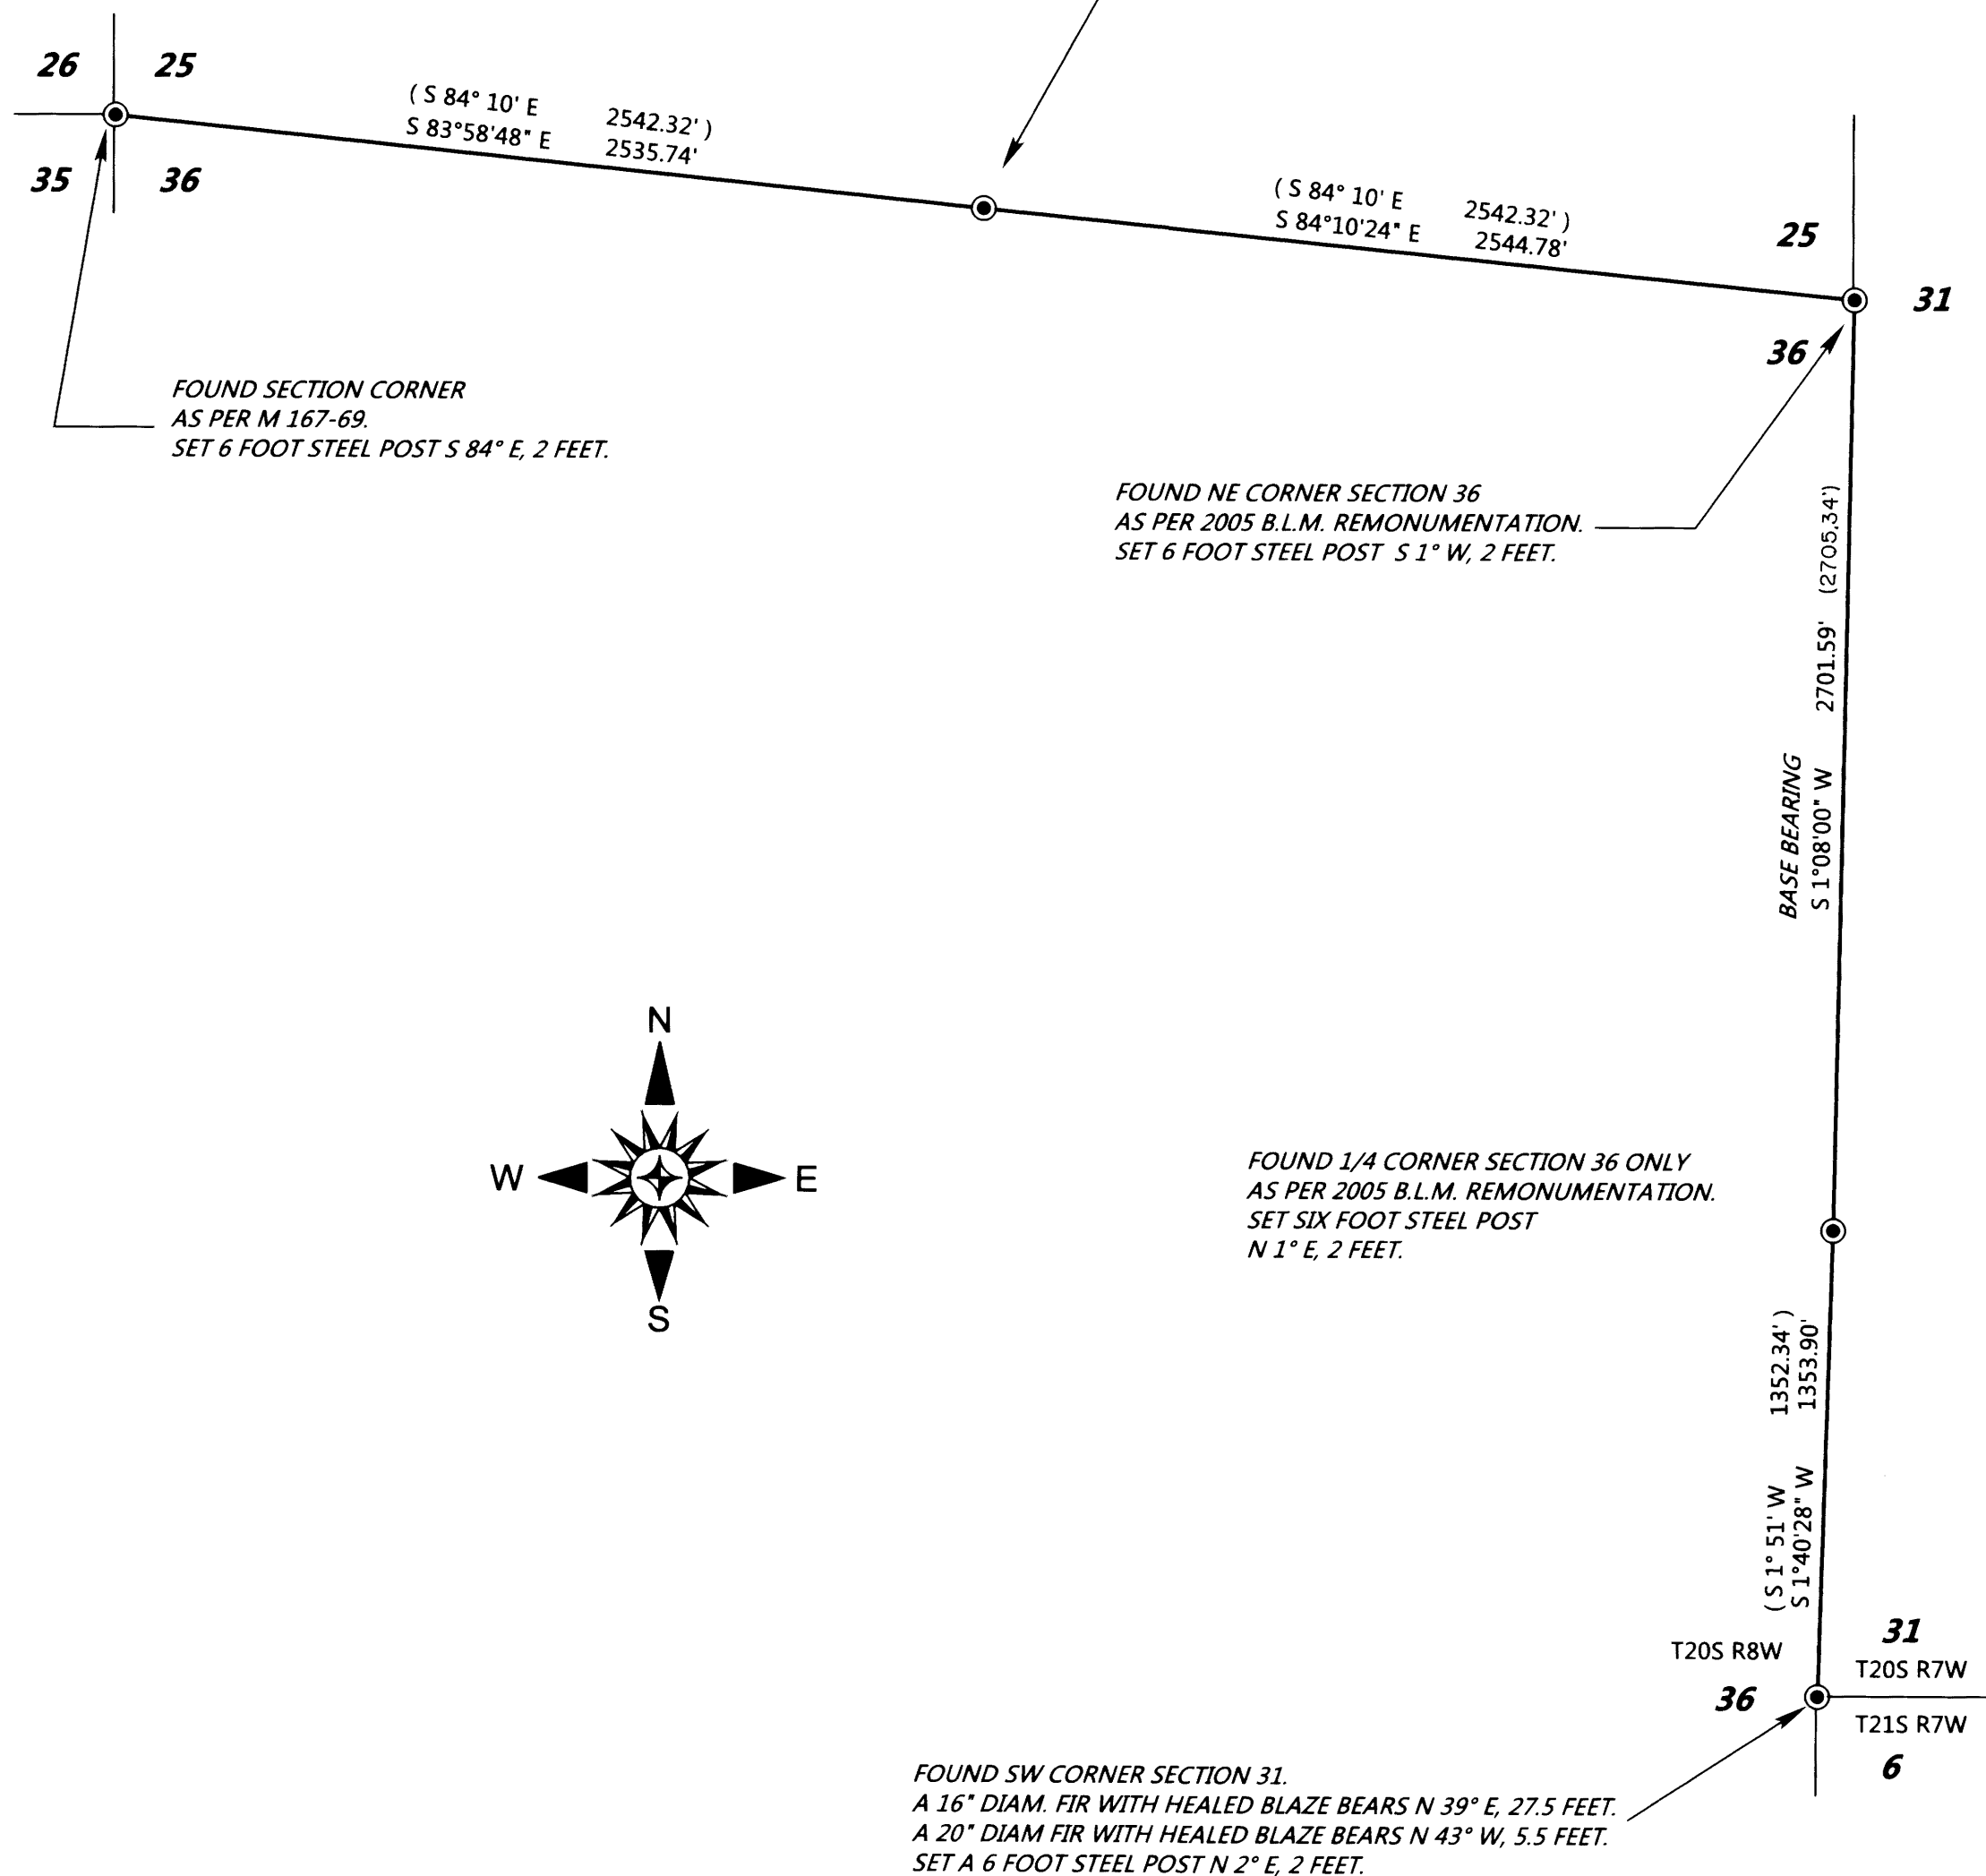 26 25
35 36
( S 84° 10' E 2542.32' )
S 83°58'48" E 2535.74'
( S 84° 10' E 2542.32' )
S 84°10'24" E 2544.78'
25
31
36
FOUND SECTION CORNER
AS PER M 167-69.
SET 6 FOOT STEEL POST S 84° E, 2 FEET.
FOUND NE CORNER SECTION 36
AS PER 2005 B.L.M. REMONUMENTATION.
SET 6 FOOT STEEL POST S 1° W, 2 FEET.
BASE BEARING
S 1°08'00" W 2701.59' (2705.34')
N
W E
S
FOUND 1/4 CORNER SECTION 36 ONLY
AS PER 2005 B.L.M. REMONUMENTATION.
SET SIX FOOT STEEL POST
N 1° E, 2 FEET.
( S 1° 51' W 1352.34' )
S 1°40'28" W 1353.90'
31
T20S R8W
T20S R7W
36
T21S R7W
6
FOUND SW CORNER SECTION 31.
A 16" DIAM. FIR WITH HEALED BLAZE BEARS N 39° E, 27.5 FEET.
A 20" DIAM FIR WITH HEALED BLAZE BEARS N 43° W, 5.5 FEET.
SET A 6 FOOT STEEL POST N 2° E, 2 FEET.